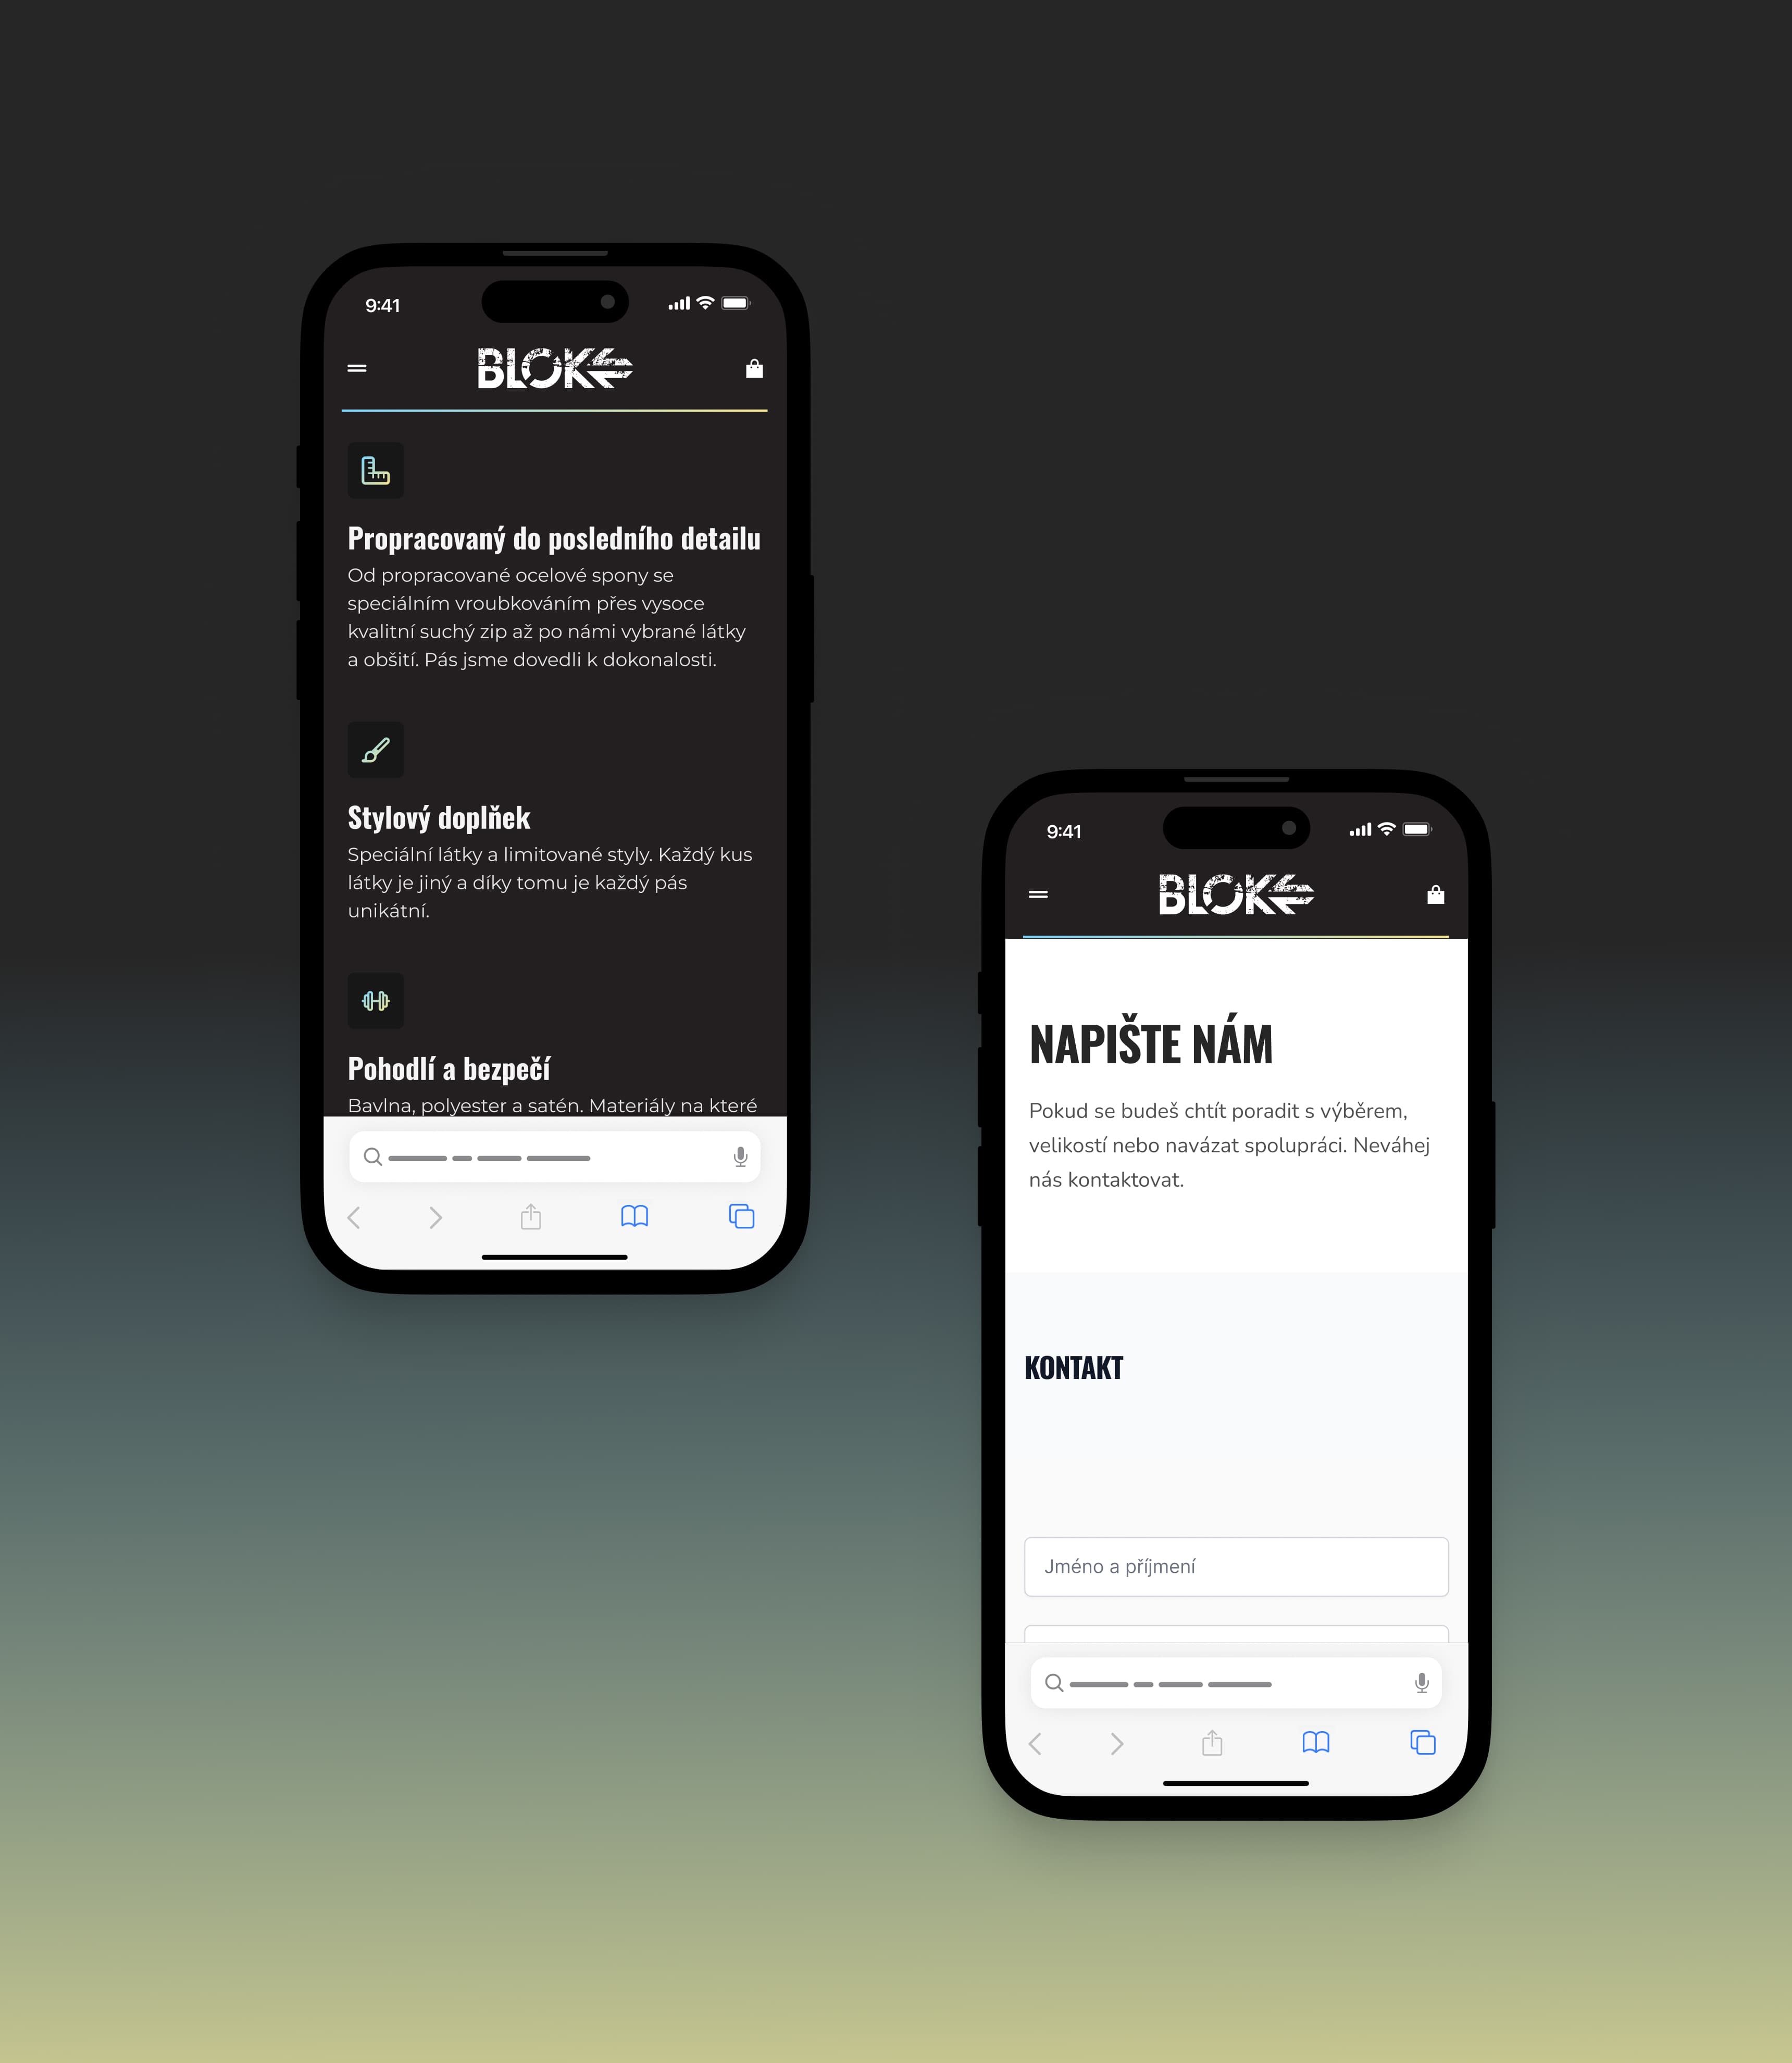 9:41
BLOK
Propracovaný do posledního detailu
Od propracované ocelové spony se
speciálním vroubkováním přes vysoce
kvalitní suchý zip až po námi vybrané látky
a obšití. Pás jsme dovedli k dokonalosti.
Stylový doplňek
Speciální látky a limitované styly. Každý kus
látky je jiný a díky tomu je každý pás
unikátní.
Pohodlí a bezpečí
Bavlna, polyester a satén. Materiály na které
9:41
BLOK
NAPIŠTE NÁM
Pokud se budeš chtít poradit s výběrem,
velikostí nebo navázat spolupráci. Neváhej
nás kontaktovat.
KONTAKT
Jméno a příjmení